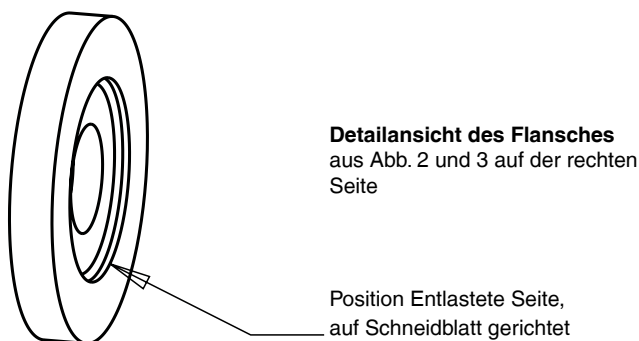 Detailansicht des Flansches
aus Abb. 2 und 3 auf der rechten
Seite
Position Entlastete Seite,
auf Schneidblatt gerichtet